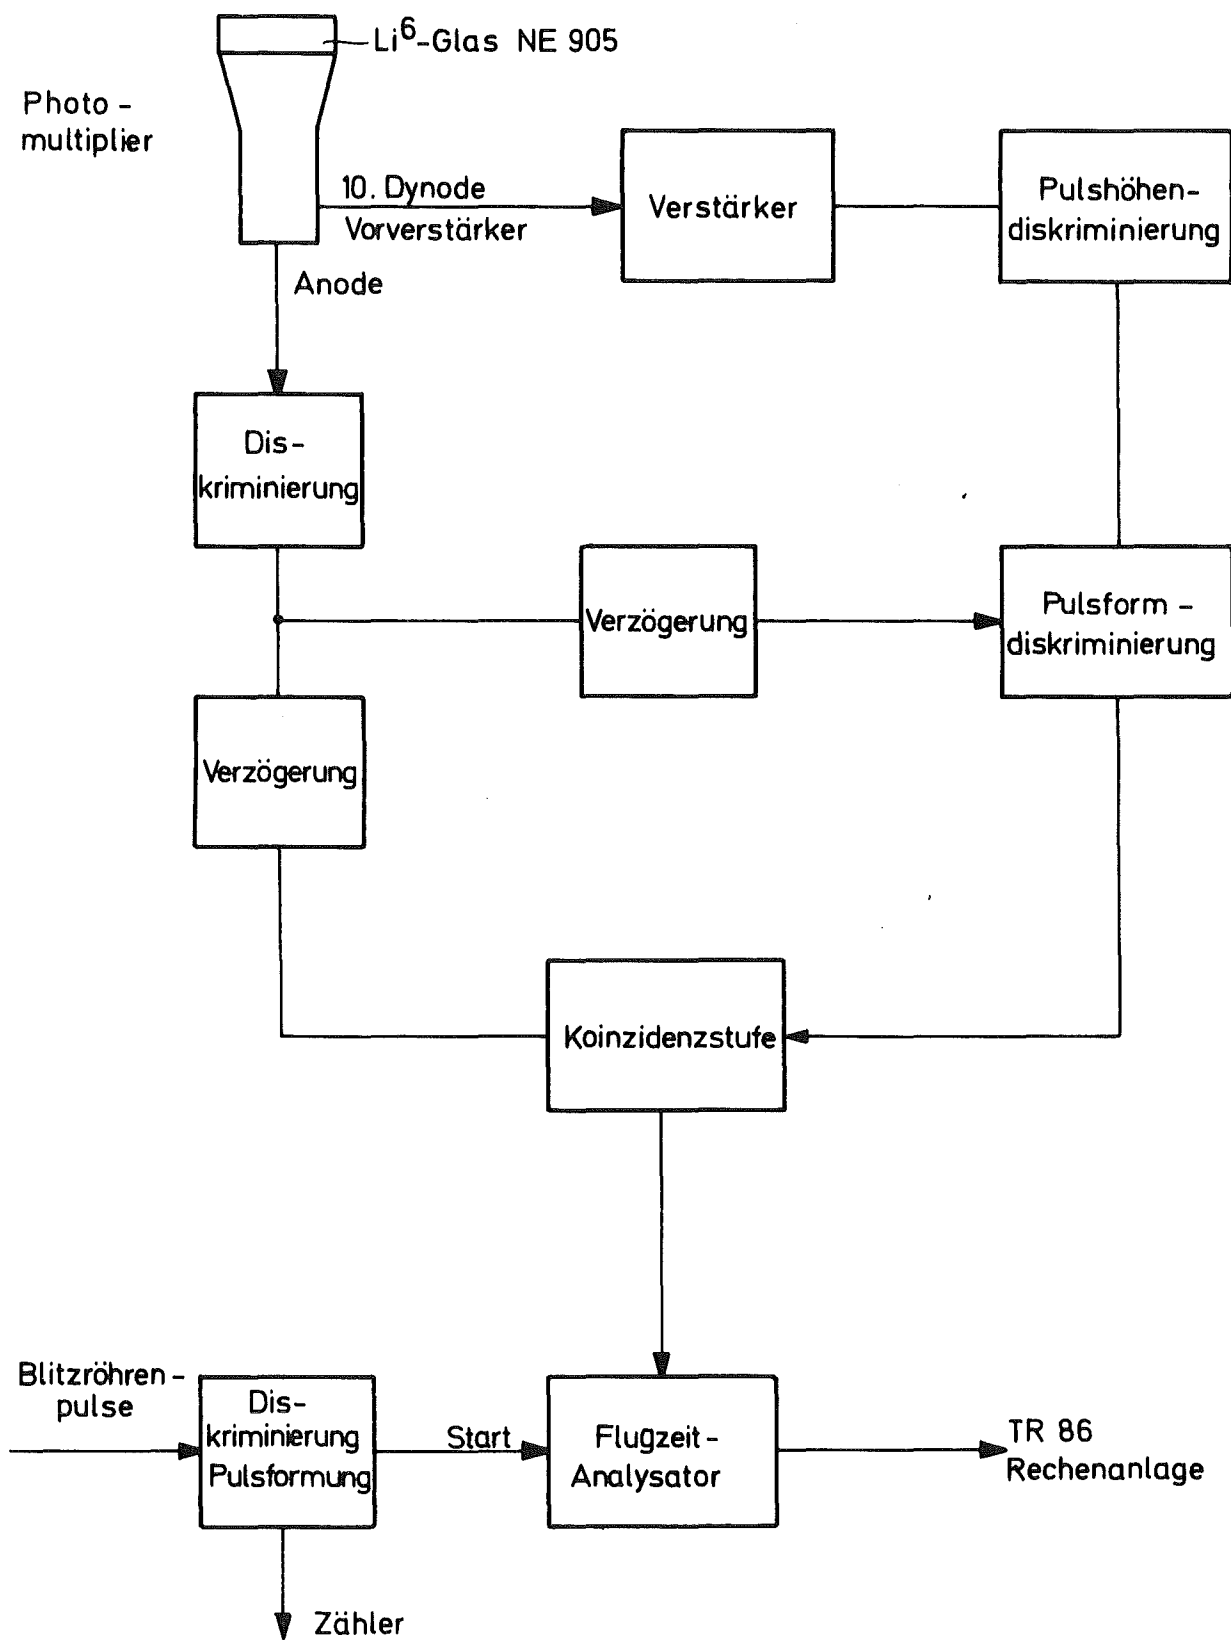 Li⁶-Glas NE 905
Photo-
multiplier
10. Dynode
Vorverstärker
Verstärker
Pulshöhen-
diskriminierung
Anode
Dis-
kriminierung
Verzögerung
Pulsform-
diskriminierung
Verzögerung
Koinzidenzstufe
Blitzröhren-
pulse
Dis-
kriminierung
Pulsformung
Start
Flugzeit-
Analysator
TR 86
Rechenanlage
Zähler